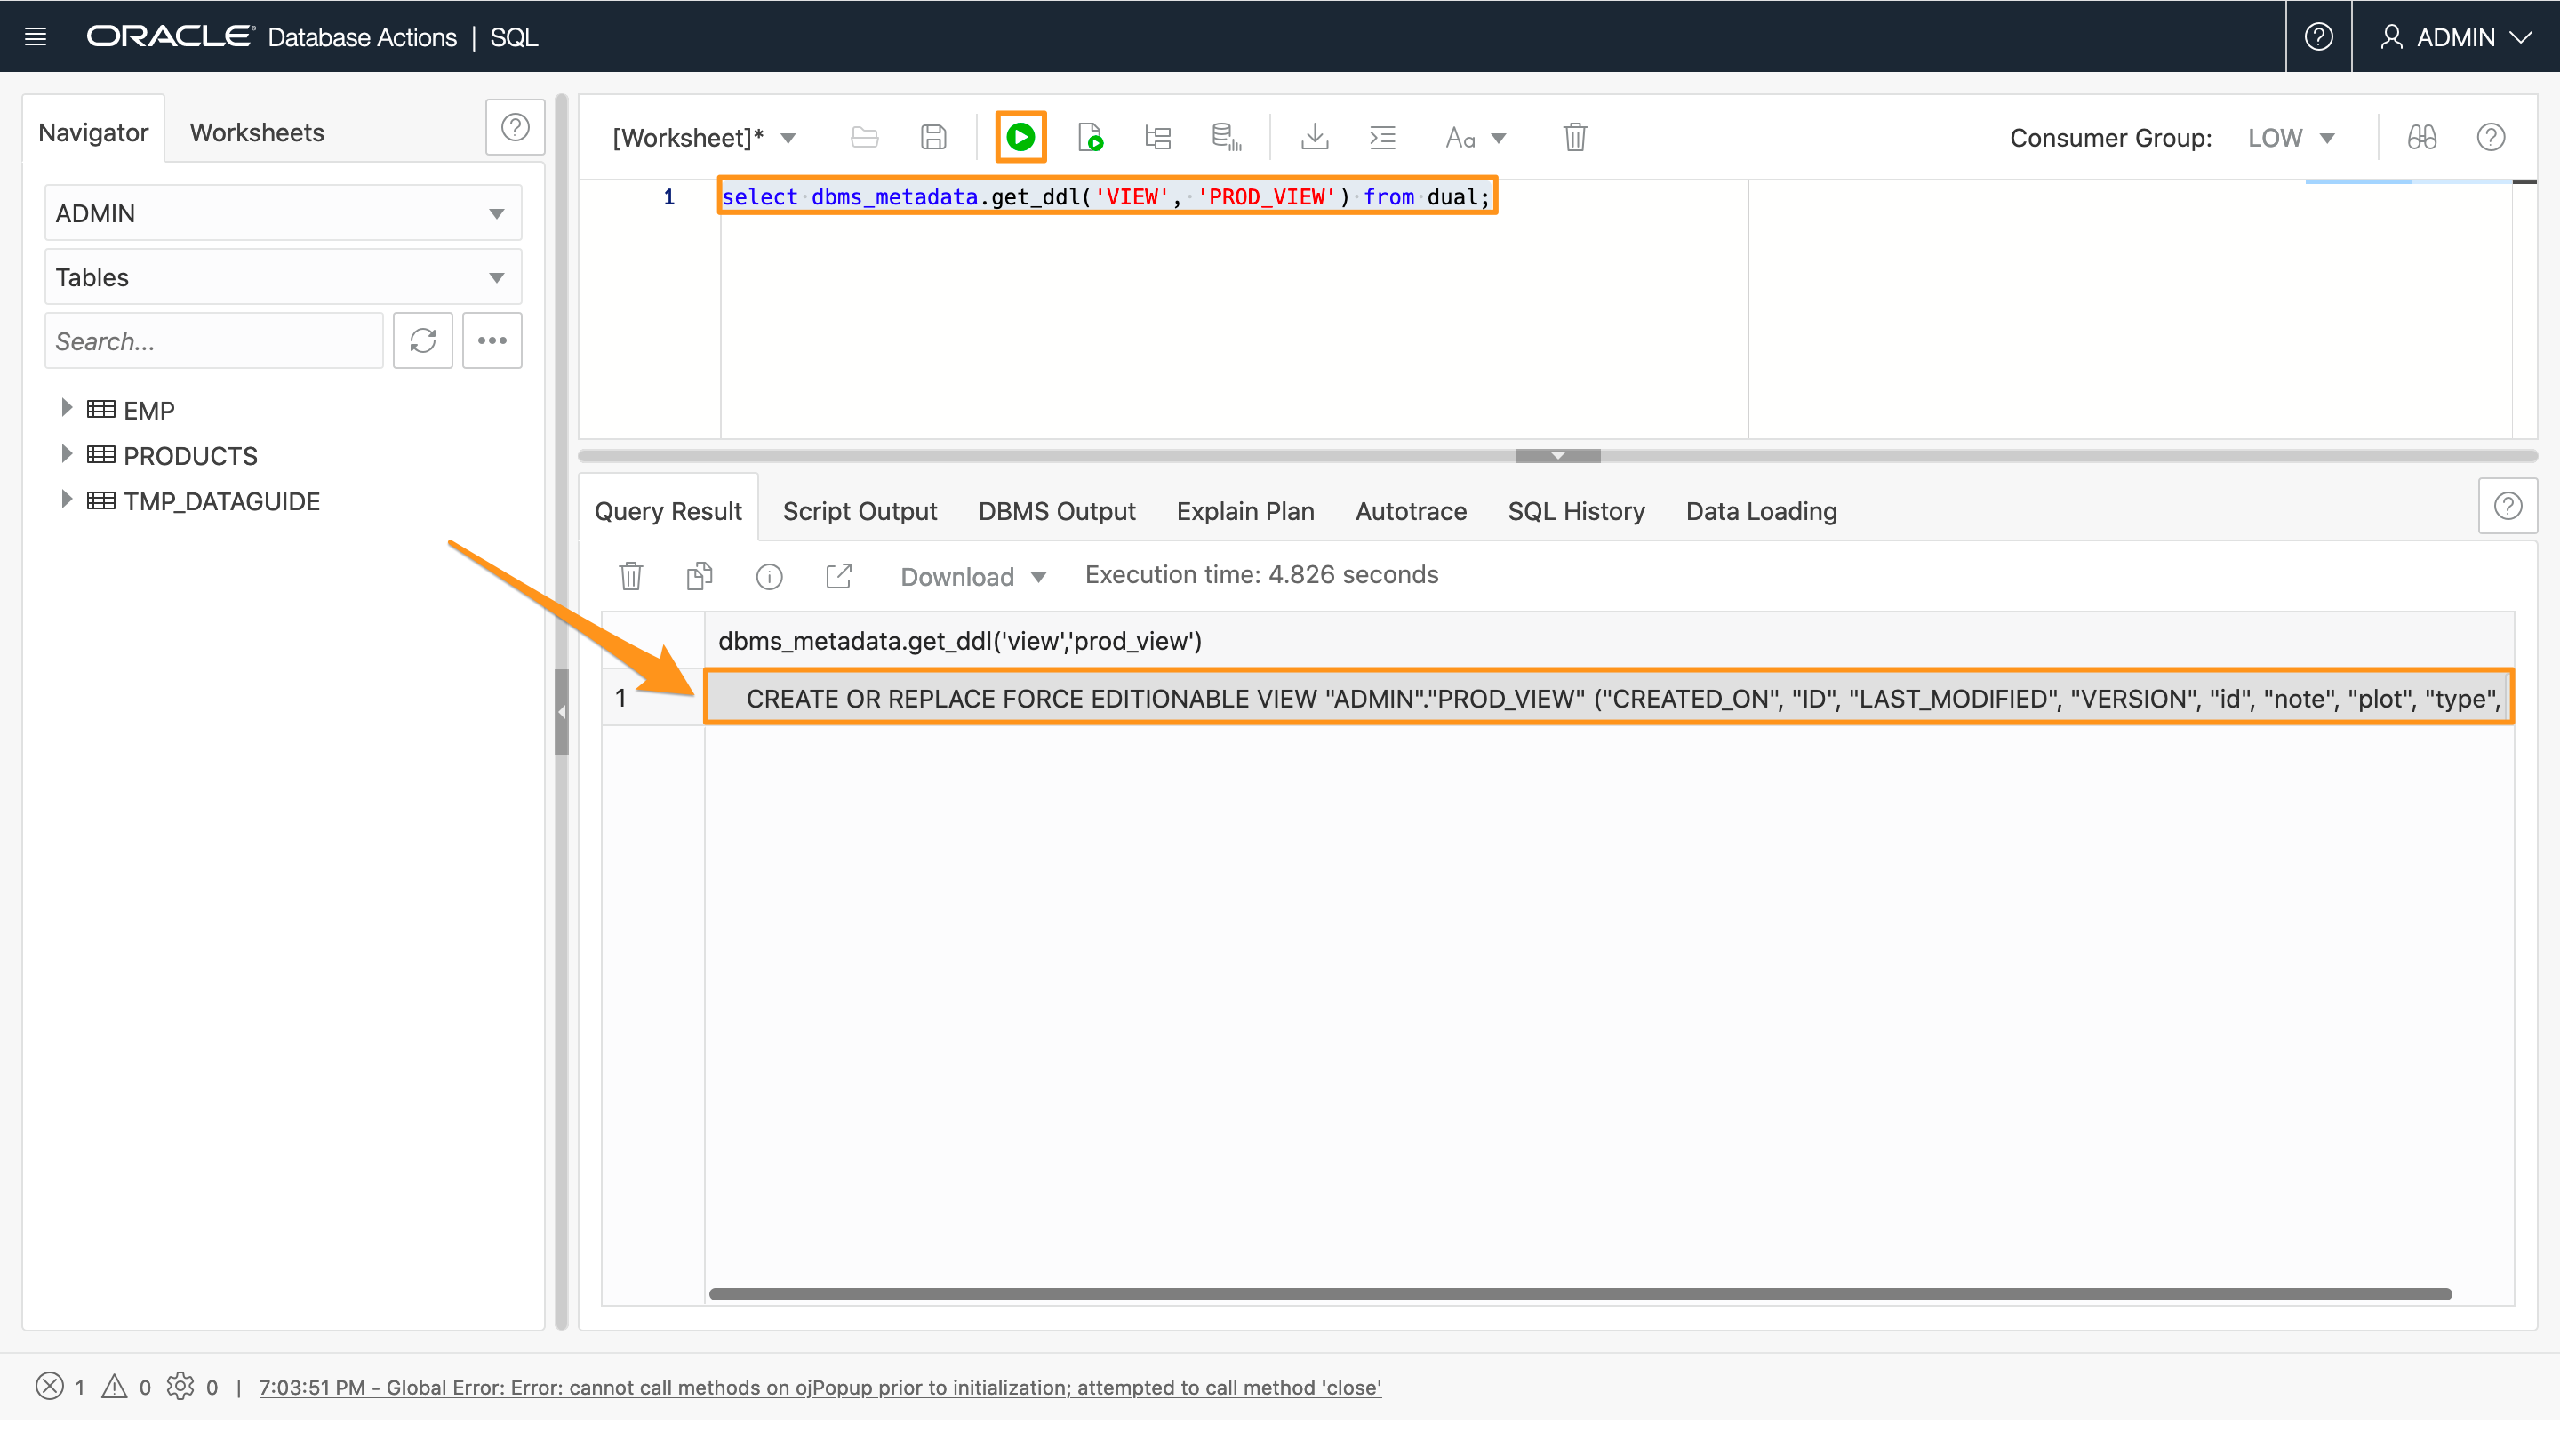 ORACLE Database Actions | SQL
ADMIN
Navigator
Worksheets
ADMIN
Tables
Search...
EMP
PRODUCTS
TMP_DATAGUIDE
[Worksheet]*
Aa
Consumer Group: LOW
1
select dbms_metadata.get_ddl('VIEW', 'PROD_VIEW') from dual;
Query Result
Script Output
DBMS Output
Explain Plan
Autotrace
SQL History
Data Loading
Download
Execution time: 4.826 seconds
dbms_metadata.get_ddl('view','prod_view')
1
CREATE OR REPLACE FORCE EDITIONABLE VIEW "ADMIN"."PROD_VIEW" ("CREATED_ON", "ID", "LAST_MODIFIED", "VERSION", "id", "note", "plot", "type",
1 0 0 | 7:03:51 PM - Global Error: Error: cannot call methods on ojPopup prior to initialization; attempted to call method 'close'